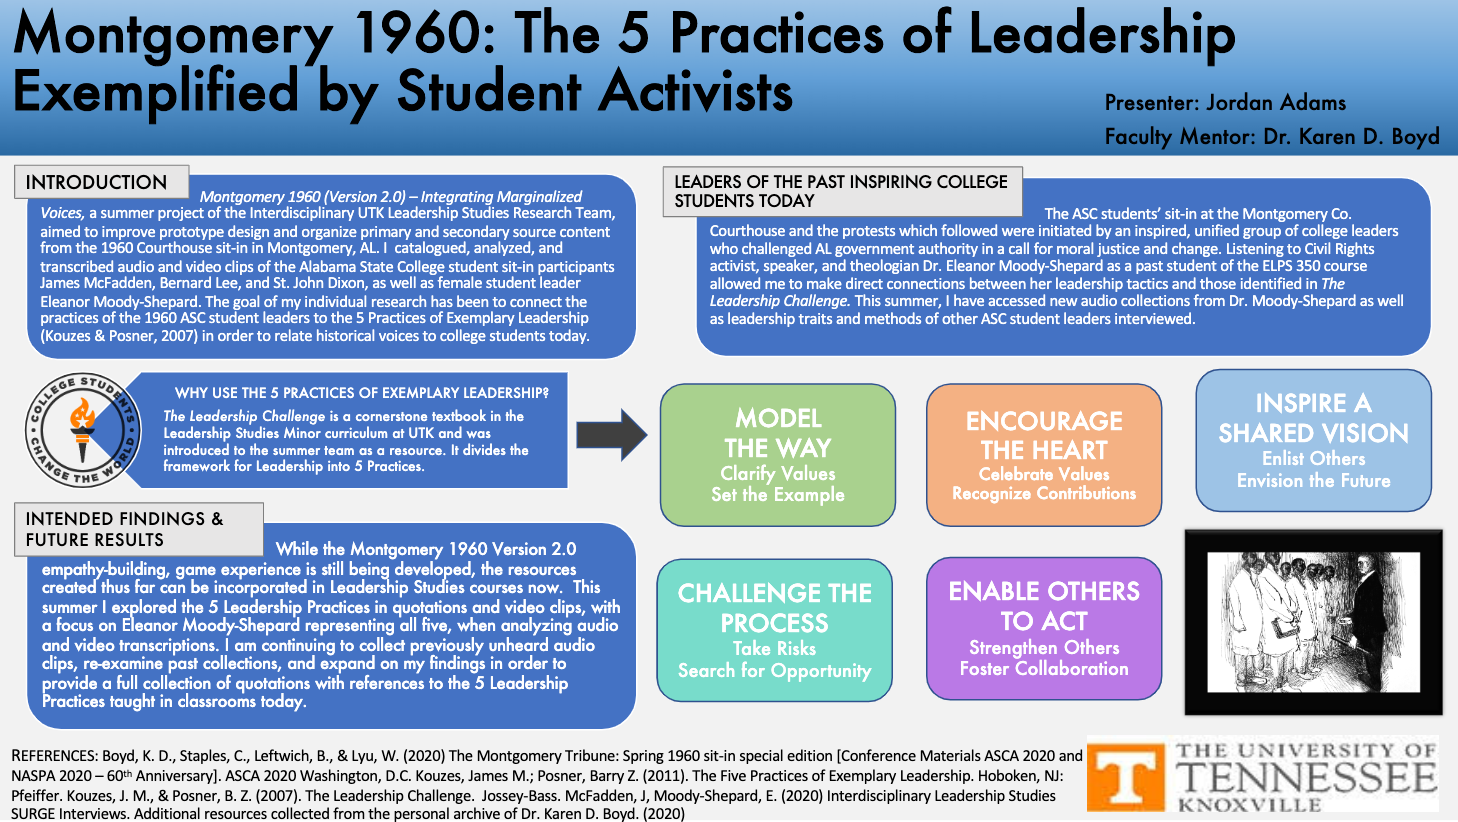 Montgomery 1960: The 5 Practices of Leadership
Exemplified by Student Activists
Presenter: Jordan Adams
Faculty Mentor: Dr. Karen D. Boyd
INTRODUCTION
Montgomery 1960 (Version 2.0) – Integrating Marginalized
Voices, a summer project of the Interdisciplinary UTK Leadership Studies Research Team,
aimed to improve prototype design and organize primary and secondary source content
from the 1960 Courthouse sit-in in Montgomery, AL. I  catalogued, analyzed, and
transcribed audio and video clips of the Alabama State College student sit-in participants
James McFadden, Bernard Lee, and St. John Dixon, as well as female student leader
Eleanor Moody-Shepard. The goal of my individual research has been to connect the
practices of the 1960 ASC student leaders to the 5 Practices of Exemplary Leadership
(Kouzes & Posner, 2007) in order to relate historical voices to college students today.
LEADERS OF THE PAST INSPIRING COLLEGE
STUDENTS TODAY
The ASC students’ sit-in at the Montgomery Co.
Courthouse and the protests which followed were initiated by an inspired, unified group of college leaders
who challenged AL government authority in a call for moral justice and change. Listening to Civil Rights
activist, speaker, and theologian Dr. Eleanor Moody-Shepard as a past student of the ELPS 350 course
allowed me to make direct connections between her leadership tactics and those identified in The
Leadership Challenge. This summer, I have accessed new audio collections from Dr. Moody-Shepard as well
as leadership traits and methods of other ASC student leaders interviewed.
COLLEGE STUDENTS
CHANGE THE WORLD
WHY USE THE 5 PRACTICES OF EXEMPLARY LEADERSHIP?
The Leadership Challenge is a cornerstone textbook in the
Leadership Studies Minor curriculum at UTK and was
introduced to the summer team as a resource. It divides the
framework for Leadership into 5 Practices.
MODEL
THE WAY
Clarify Values
Set the Example
ENCOURAGE
THE HEART
Celebrate Values
Recognize Contributions
INSPIRE A
SHARED VISION
Enlist Others
Envision the Future
INTENDED FINDINGS &
FUTURE RESULTS
While the Montgomery 1960 Version 2.0
empathy-building, game experience is still being developed, the resources
created thus far can be incorporated in Leadership Studies courses now.  This
summer I explored the 5 Leadership Practices in quotations and video clips, with
a focus on Eleanor Moody-Shepard representing all five, when analyzing audio
and video transcriptions. I am continuing to collect previously unheard audio
clips, re-examine past collections, and expand on my findings in order to
provide a full collection of quotations with references to the 5 Leadership
Practices taught in classrooms today.
CHALLENGE THE
PROCESS
Take Risks
Search for Opportunity
ENABLE OTHERS
TO ACT
Strengthen Others
Foster Collaboration
REFERENCES: Boyd, K. D., Staples, C., Leftwich, B., & Lyu, W. (2020) The Montgomery Tribune: Spring 1960 sit-in special edition [Conference Materials ASCA 2020 and
NASPA 2020 – 60th Anniversary]. ASCA 2020 Washington, D.C. Kouzes, James M.; Posner, Barry Z. (2011). The Five Practices of Exemplary Leadership. Hoboken, NJ:
Pfeiffer. Kouzes, J. M., & Posner, B. Z. (2007). The Leadership Challenge.  Jossey-Bass. McFadden, J, Moody-Shepard, E. (2020) Interdisciplinary Leadership Studies
SURGE Interviews. Additional resources collected from the personal archive of Dr. Karen D. Boyd. (2020)
T
THE UNIVERSITY OF
TENNESSEE
KNOXVILLE